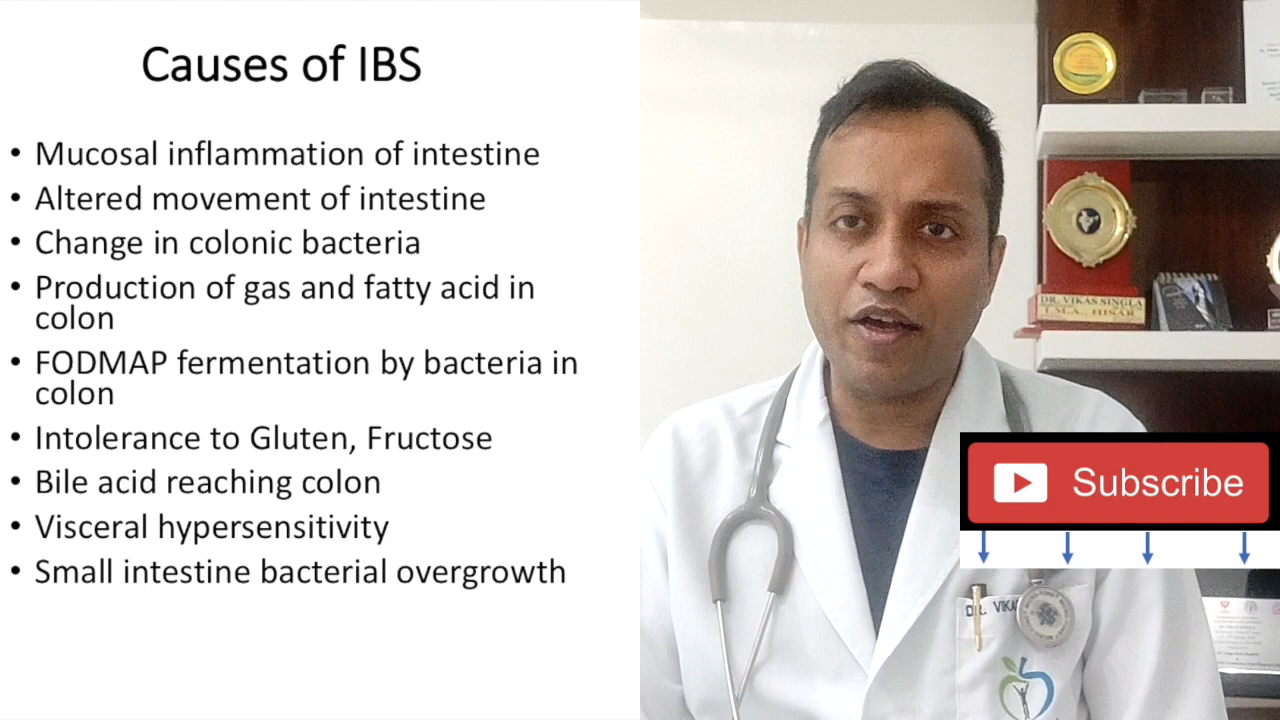 Causes of IBS
• Mucosal inflammation of intestine
• Altered movement of intestine
• Change in colonic bacteria
• Production of gas and fatty acid in
colon
• FODMAP fermentation by bacteria in
colon
• Intolerance to Gluten, Fructose
• Bile acid reaching colon
• Visceral hypersensitivity
• Small intestine bacterial overgrowth
DR. VIKAS SINGLA
I.M.A., HISAR
Subscribe
DR. VIKAS